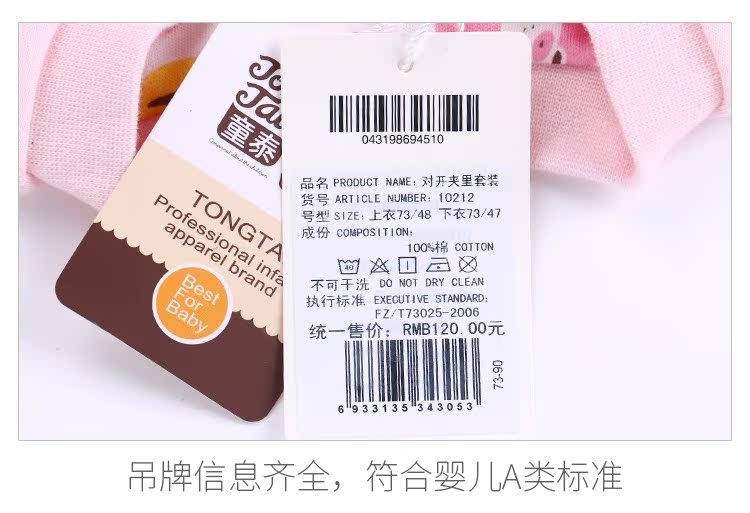 童泰
Concerned about the children
TONGTA
Professional infa
apparel brand
Best
For
Baby
043198694510
品名 PRODUCT NAME: 对开夹里套装
货号 ARTICLE NUMBER: 10212
号型 SIZE: 上衣73/48 下衣73/47
成份 COMPOSITION:
100%棉 COTTON
40
不可干洗 DO NOT DRY CLEAN
执行标准 EXECUTIVE STANDARD:
FZ/T73025-2006
统一售价: RMB120.00元
73-90
6 933135 343053
吊牌信息齐全，符合婴儿A类标准